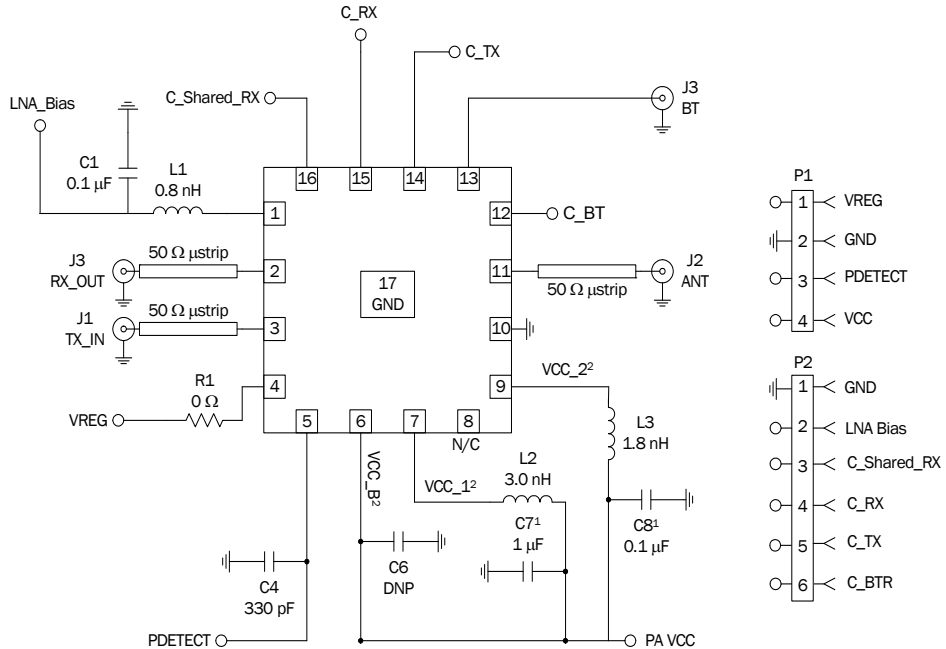 C_RX
C_TX
C_Shared_RX
J3
BT
LNA_Bias
C1
0.1 µF
L1
0.8 nH
16
15
14
13
1
12
C_BT
J3
RX_OUT
50 Ω µstrip
2
17
GND
11
50 Ω µstrip
J2
ANT
J1
TX_IN
50 Ω µstrip
3
10
R1
0 Ω
VREG
4
9
VCC_2²
5
6
7
8
N/C
L3
1.8 nH
VCC_B²
VCC_1²
L2
3.0 nH
C7¹
1 µF
C8¹
0.1 µF
C4
330 pF
C6
DNP
PDETECT
PA VCC
P1
1 VREG
2 GND
3 PDETECT
4 VCC
P2
1 GND
2 LNA Bias
3 C_Shared_RX
4 C_RX
5 C_TX
6 C_BTR